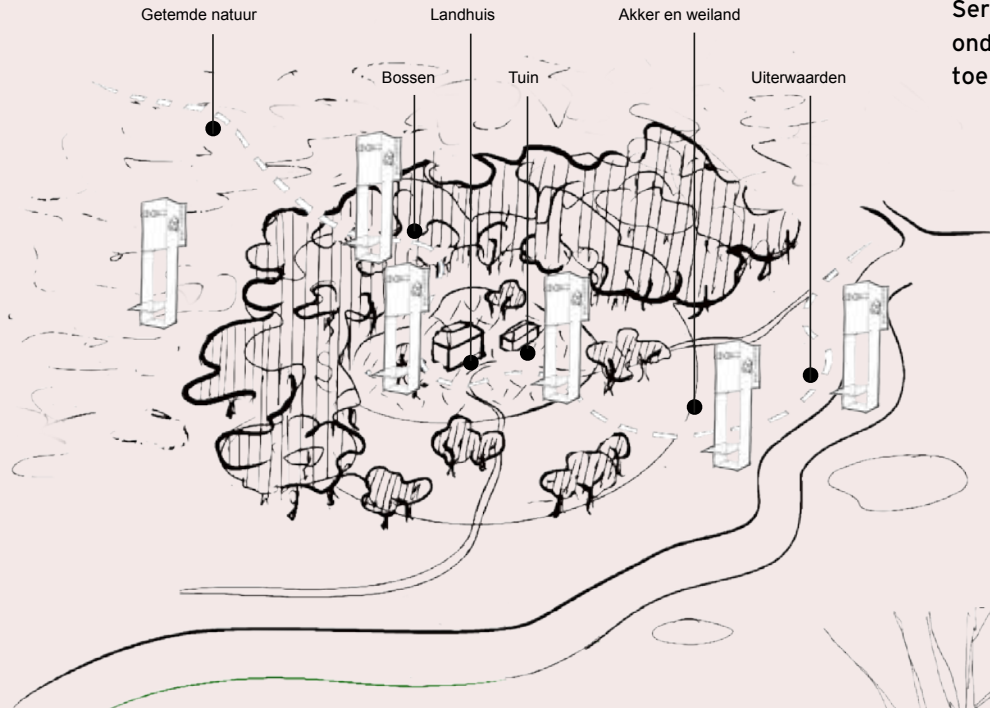 Getemde natuur
Landhuis
Akker en weiland
Bossen
Tuin
Uiterwaarden
Ser
ond
toe